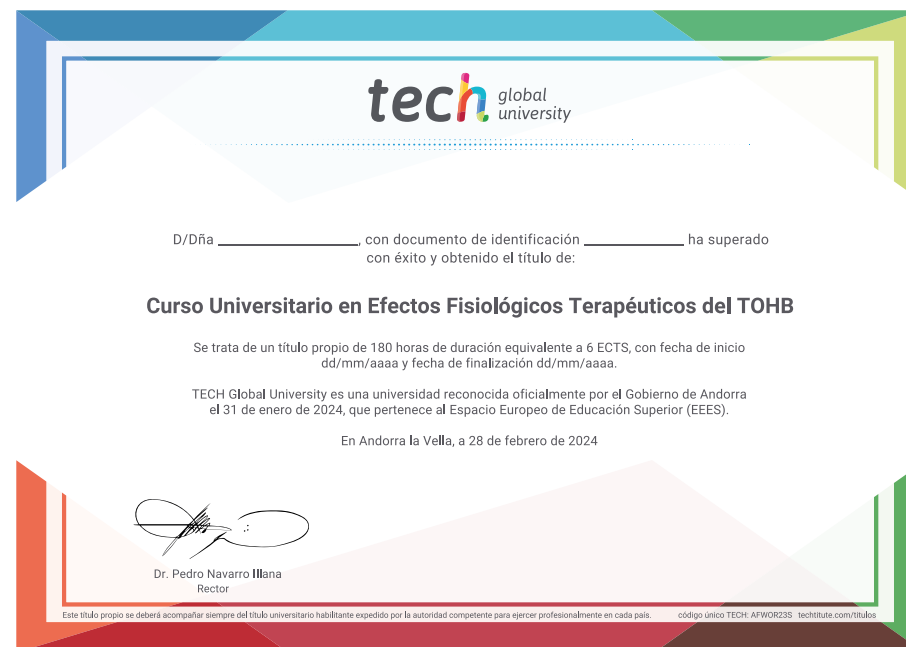 tech global university
D/Dña ____________________, con documento de identificación ______________ ha superado
con éxito y obtenido el título de:
Curso Universitario en Efectos Fisiológicos Terapéuticos del TOHB
Se trata de un título propio de 180 horas de duración equivalente a 6 ECTS, con fecha de inicio
dd/mm/aaaa y fecha de finalización dd/mm/aaaa.
TECH Global University es una universidad reconocida oficialmente por el Gobierno de Andorra
el 31 de enero de 2024, que pertenece al Espacio Europeo de Educación Superior (EEES).
En Andorra la Vella, a 28 de febrero de 2024
Dr. Pedro Navarro Illana
Rector
Este título propio se deberá acompañar siempre del título universitario habilitante expedido por la autoridad competente para ejercer profesionalmente en cada país. código único TECH: AFWOR23S techtitute.com/titulos